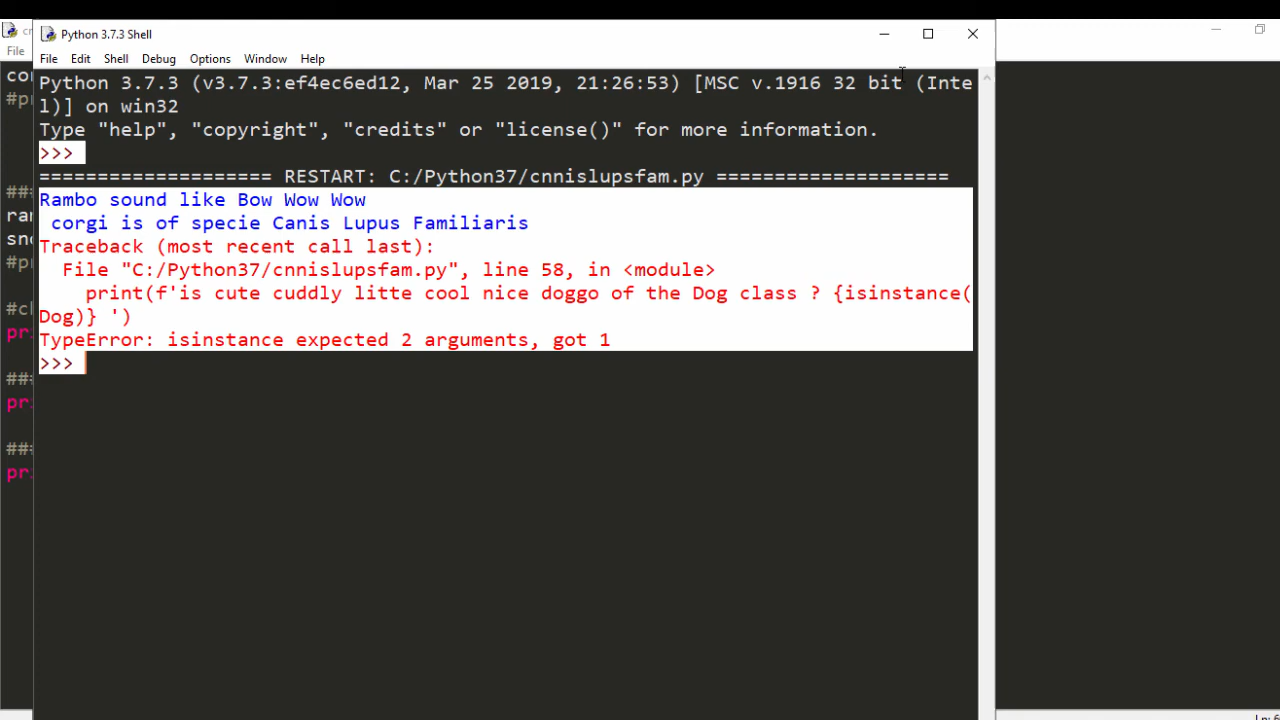 Python 3.7.3 Shell
File Edit Shell Debug Options Window Help
File
Python 3.7.3 (v3.7.3:ef4ec6ed12, Mar 25 2019, 21:26:53) [MSC v.1916 32 bit (Inte
l)] on win32
Type "help", "copyright", "credits" or "license()" for more information.
>>>
==================== RESTART: C:/Python37/cnnislupsfam.py ====================
Rambo sound like Bow Wow Wow
corgi is of specie Canis Lupus Familiaris
Traceback (most recent call last):
File "C:/Python37/cnnislupsfam.py", line 58, in <module>
print(f'is cute cuddly litte cool nice doggo of the Dog class ? {isinstance(
Dog)} ')
TypeError: isinstance expected 2 arguments, got 1
>>>